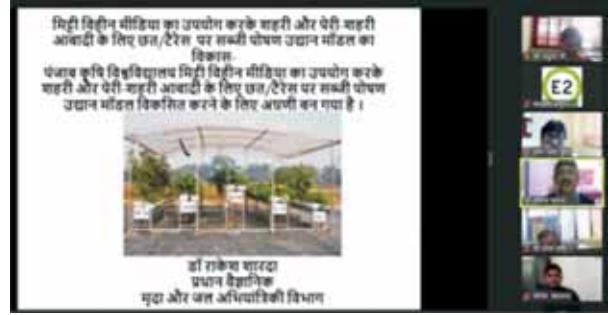 मिट्टी विहीन मीडिया का उपयोग करके शहरी और पेरी-शहरी
आबादी के लिए छत/टैरेस पर सब्जी पोषण उद्यान मॉडल का
विकास-
पंजाब कृषि विश्वविद्यालय मिट्टी विहीन मीडिया का उपयोग करके
शहरी और पेरी-शहरी आबादी के लिए छत/टैरेस पर सब्जी पोषण
उद्यान मॉडल विकसित करने के लिए अग्रणी बन गया है ।
डॉ राकेश शारदा
प्रधान वैज्ञानिक
मृदा और जल अभियांत्रिकी विभाग
E2